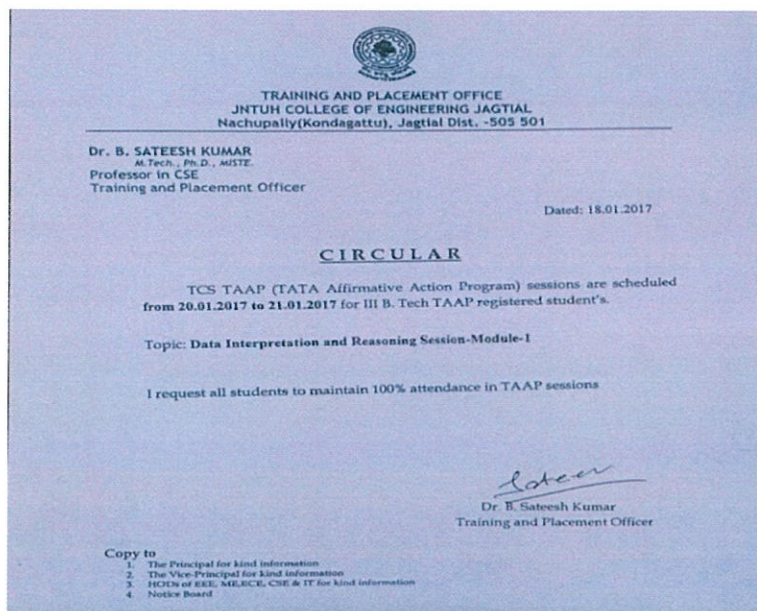 TRAINING AND PLACEMENT OFFICE
JNTUH COLLEGE OF ENGINEERING JAGTIAL
Nachupally(Kondagattu), Jagtial Dist. -505 501
Dr. B. SATEESH KUMAR
M.Tech., Ph.D., MISTE.
Professor in CSE
Training and Placement Officer
Dated: 18.01.2017
CIRCULAR
TCS TAAP (TATA Affirmative Action Program) sessions are scheduled
from 20.01.2017 to 21.01.2017 for III B. Tech TAAP registered student's.
Topic: Data Interpretation and Reasoning Session-Module-1
I request all students to maintain 100% attendance in TAAP sessions
Sateesh
Dr. B. Sateesh Kumar
Training and Placement Officer
Copy to
1. The Principal for kind information
2. The Vice-Principal for kind information
3. HODs of EEE, ME,ECE, CSE & IT for kind information
4. Notice Board